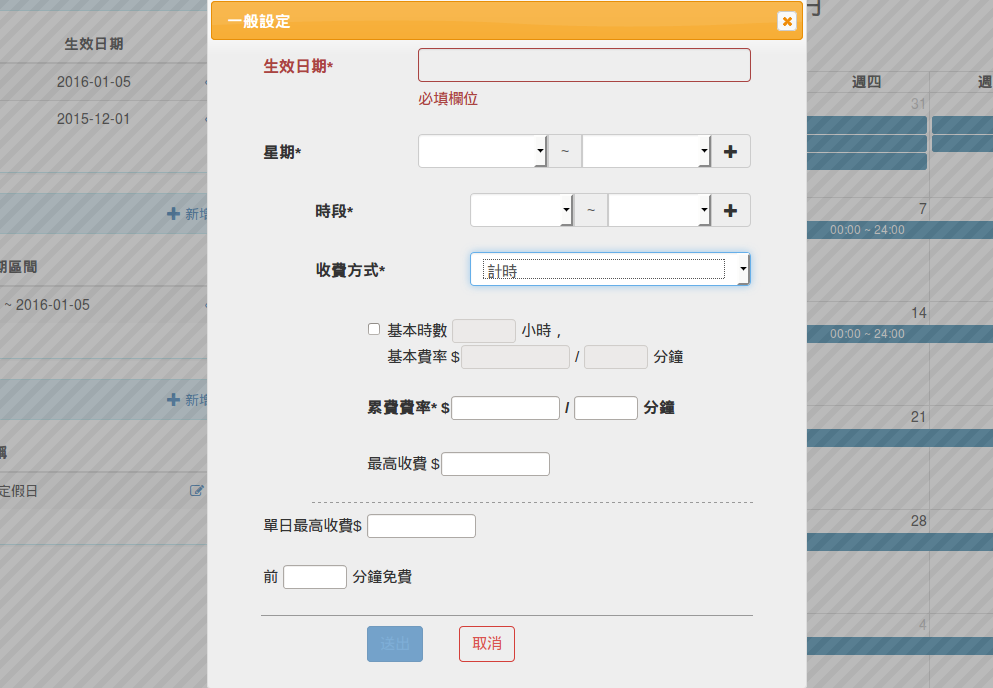 一般設定
生效日期*
必填欄位
星期* ~
時段* ~
收費方式* 計時
基本時數 小時 ,
基本費率 $ / 分鐘
累費費率* $ / 分鐘
最高收費 $
單日最高收費$
前 分鐘免費
送出 取消
生效日期
2016-01-05
2015-12-01
新增
期區間
~ 2016-01-05
新增
定假日
月
週四 週
31
7
00:00 ~ 24:00
14
00:00 ~ 24:00
21
28
4